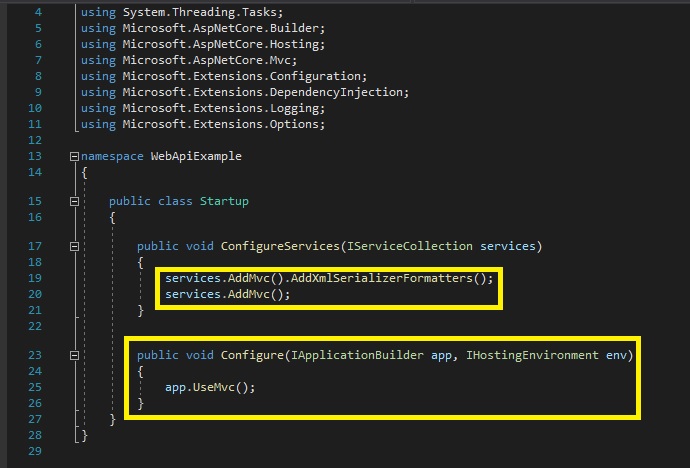 4 using System.Threading.Tasks;
5 using Microsoft.AspNetCore.Builder;
6 using Microsoft.AspNetCore.Hosting;
7 using Microsoft.AspNetCore.Mvc;
8 using Microsoft.Extensions.Configuration;
9 using Microsoft.Extensions.DependencyInjection;
10 using Microsoft.Extensions.Logging;
11 using Microsoft.Extensions.Options;
12
13 namespace WebApiExample
14 {
15 public class Startup
16 {
17 public void ConfigureServices(IServiceCollection services)
18 {
19 services.AddMvc().AddXmlSerializerFormatters();
20 services.AddMvc();
21 }
22
23 public void Configure(IApplicationBuilder app, IHostingEnvironment env)
24 {
25 app.UseMvc();
26 }
27 }
28 }
29